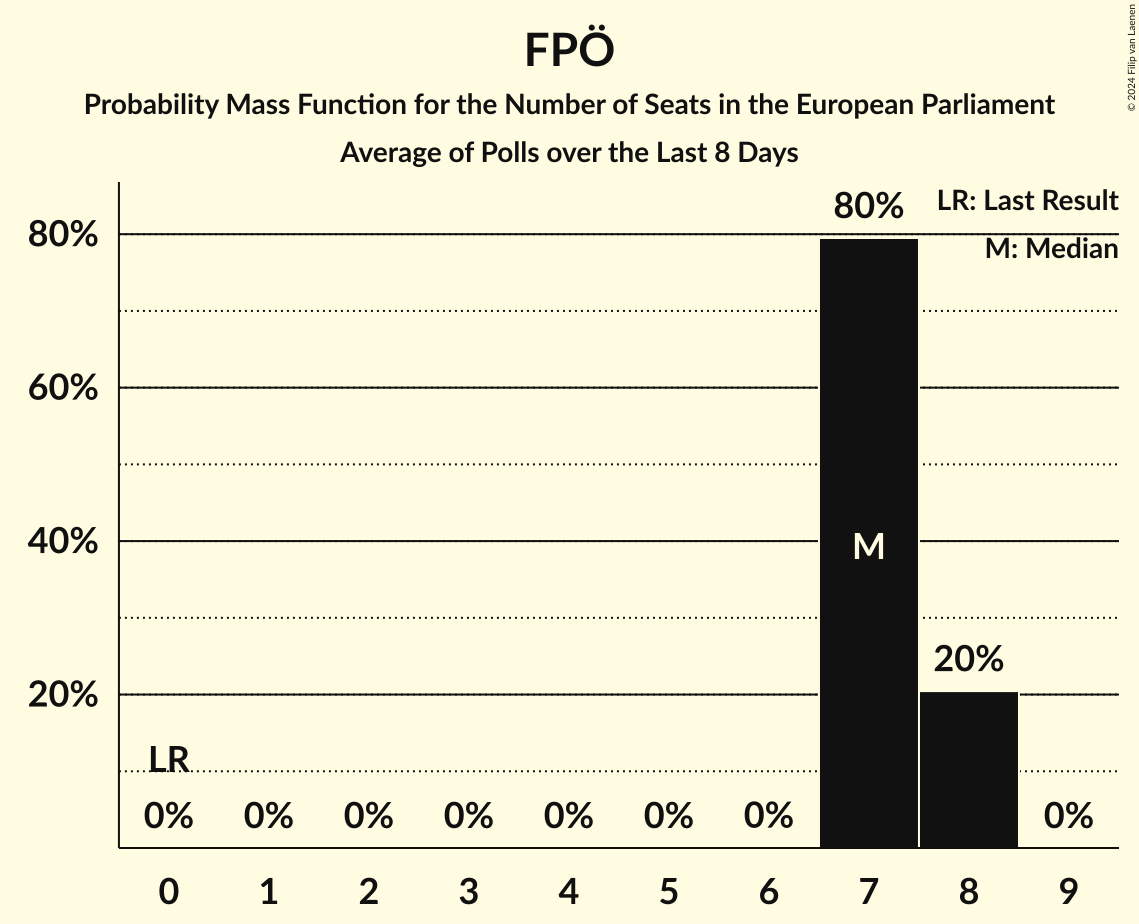 FPÖ
Probability Mass Function for the Number of Seats in the European Parliament
Average of Polls over the Last 8 Days
© 2024 Filip van Laenen
LR: Last Result
M: Median
80%
60%
40%
20%
80%
M
20%
LR
0% 0% 0% 0% 0% 0% 0% 0%
0 1 2 3 4 5 6 7 8 9